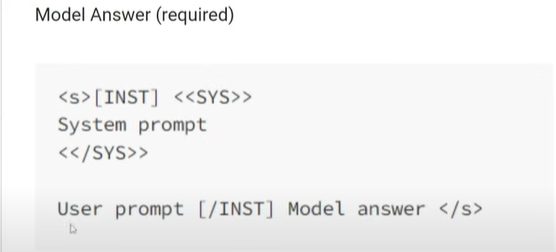 Model Answer (required)
<s>[INST] <<SYS>>
System prompt
<</SYS>>
User prompt [/INST] Model answer </s>